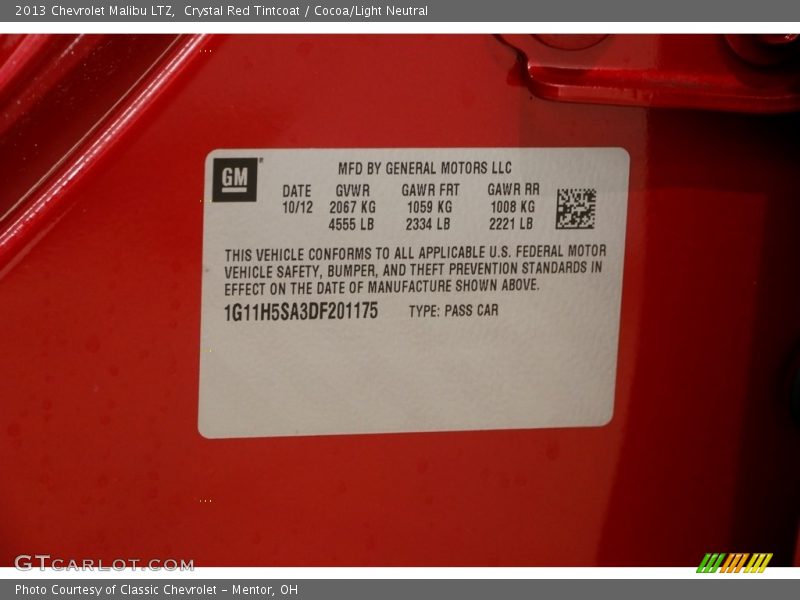 2013 Chevrolet Malibu LTZ, Crystal Red Tintcoat / Cocoa/Light Neutral
GM
MFD BY GENERAL MOTORS LLC
DATE GVWR GAWR FRT GAWR RR
10/12 2067 KG 1059 KG 1008 KG
4555 LB 2334 LB 2221 LB
THIS VEHICLE CONFORMS TO ALL APPLICABLE U.S. FEDERAL MOTOR
VEHICLE SAFETY, BUMPER, AND THEFT PREVENTION STANDARDS IN
EFFECT ON THE DATE OF MANUFACTURE SHOWN ABOVE.
1G11H5SA3DF201175 TYPE: PASS CAR
GTCARLOT.COM
Photo Courtesy of Classic Chevrolet - Mentor, OH